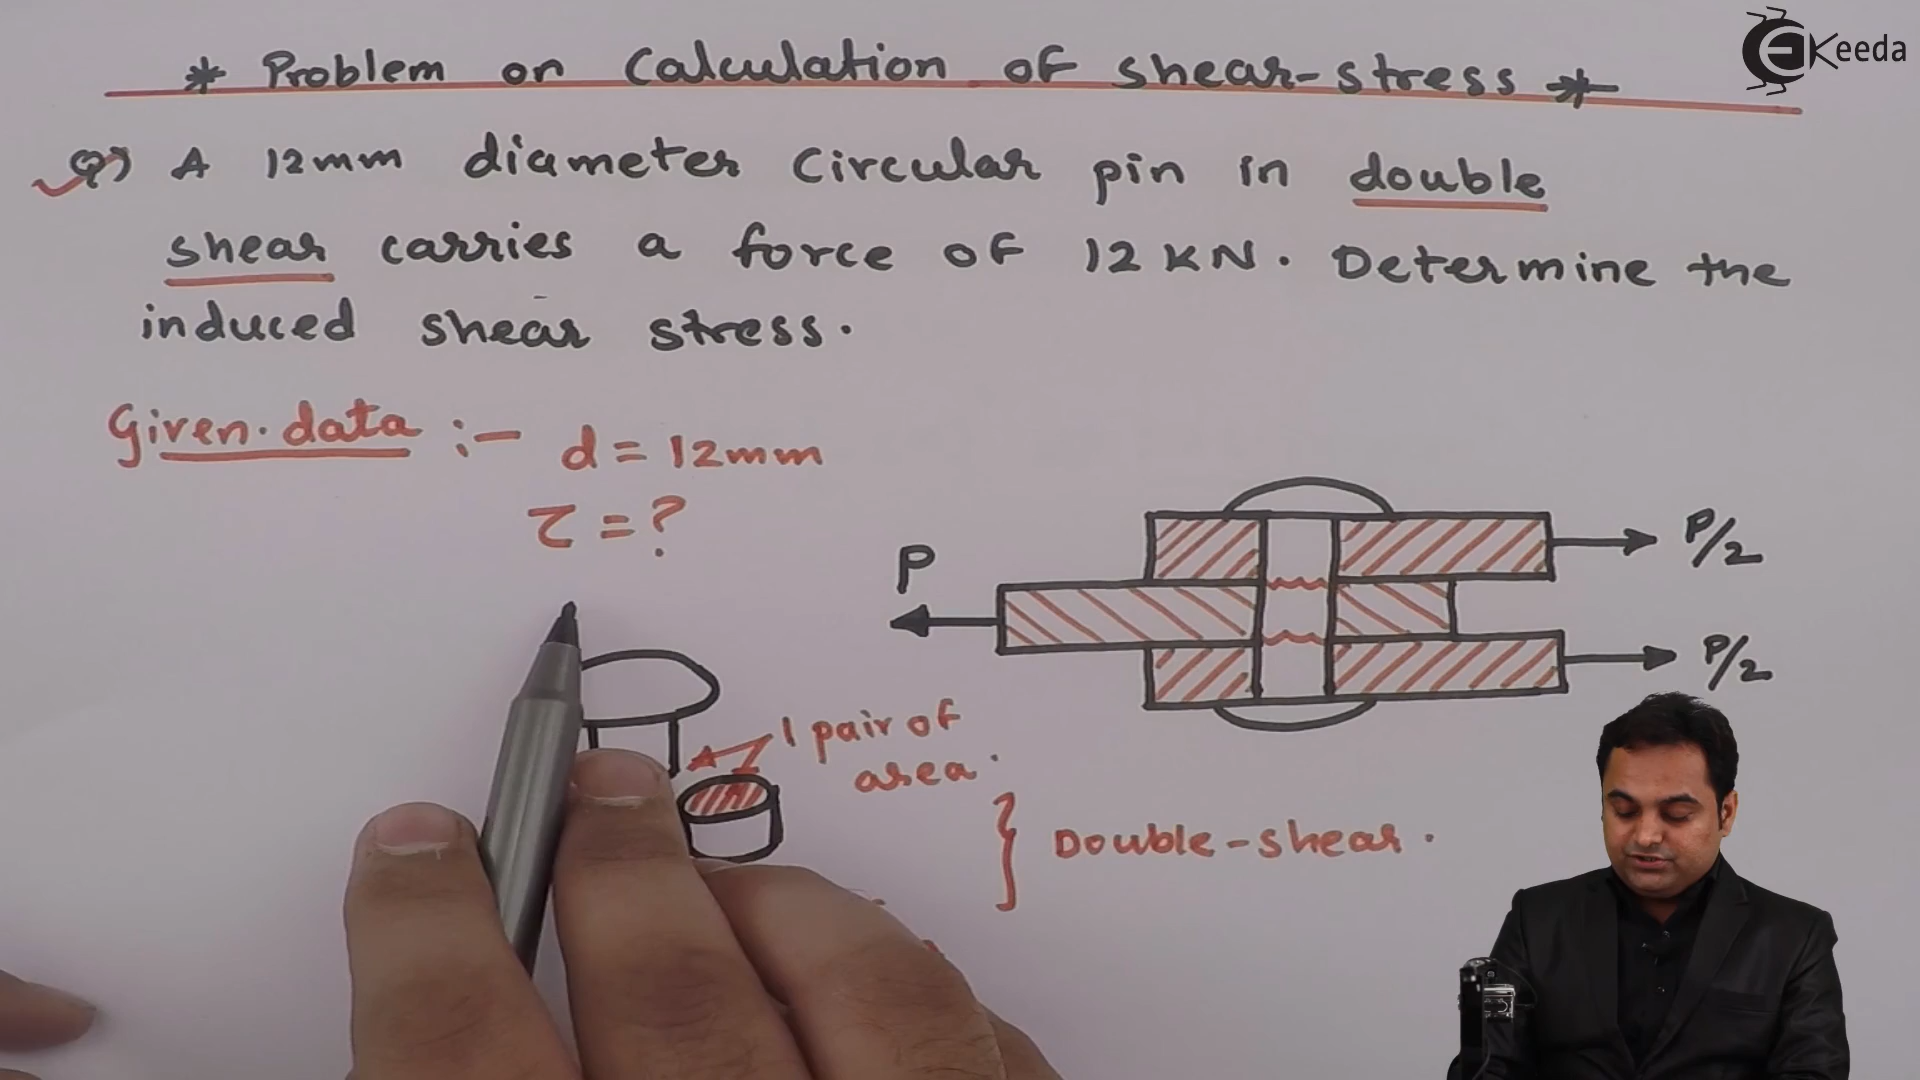 * Problem on Calculation of shear-stress *
Q) A 12mm diameter Circular pin in double
shear carries a force of 12 KN. Determine the
induced shear stress.
Given data :- d = 12mm
τ = ?
P
P/2
P/2
1 pair of
area.
Double-shear.
Keeda